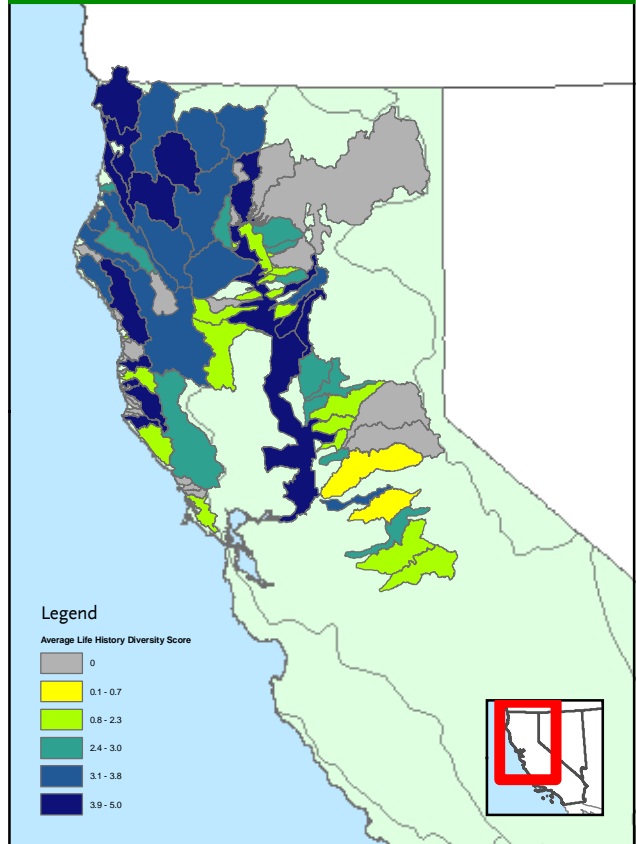 Legend
Average Life History Diversity Score
0
0.1 - 0.7
0.8 - 2.3
2.4 - 3.0
3.1 - 3.8
3.9 - 5.0